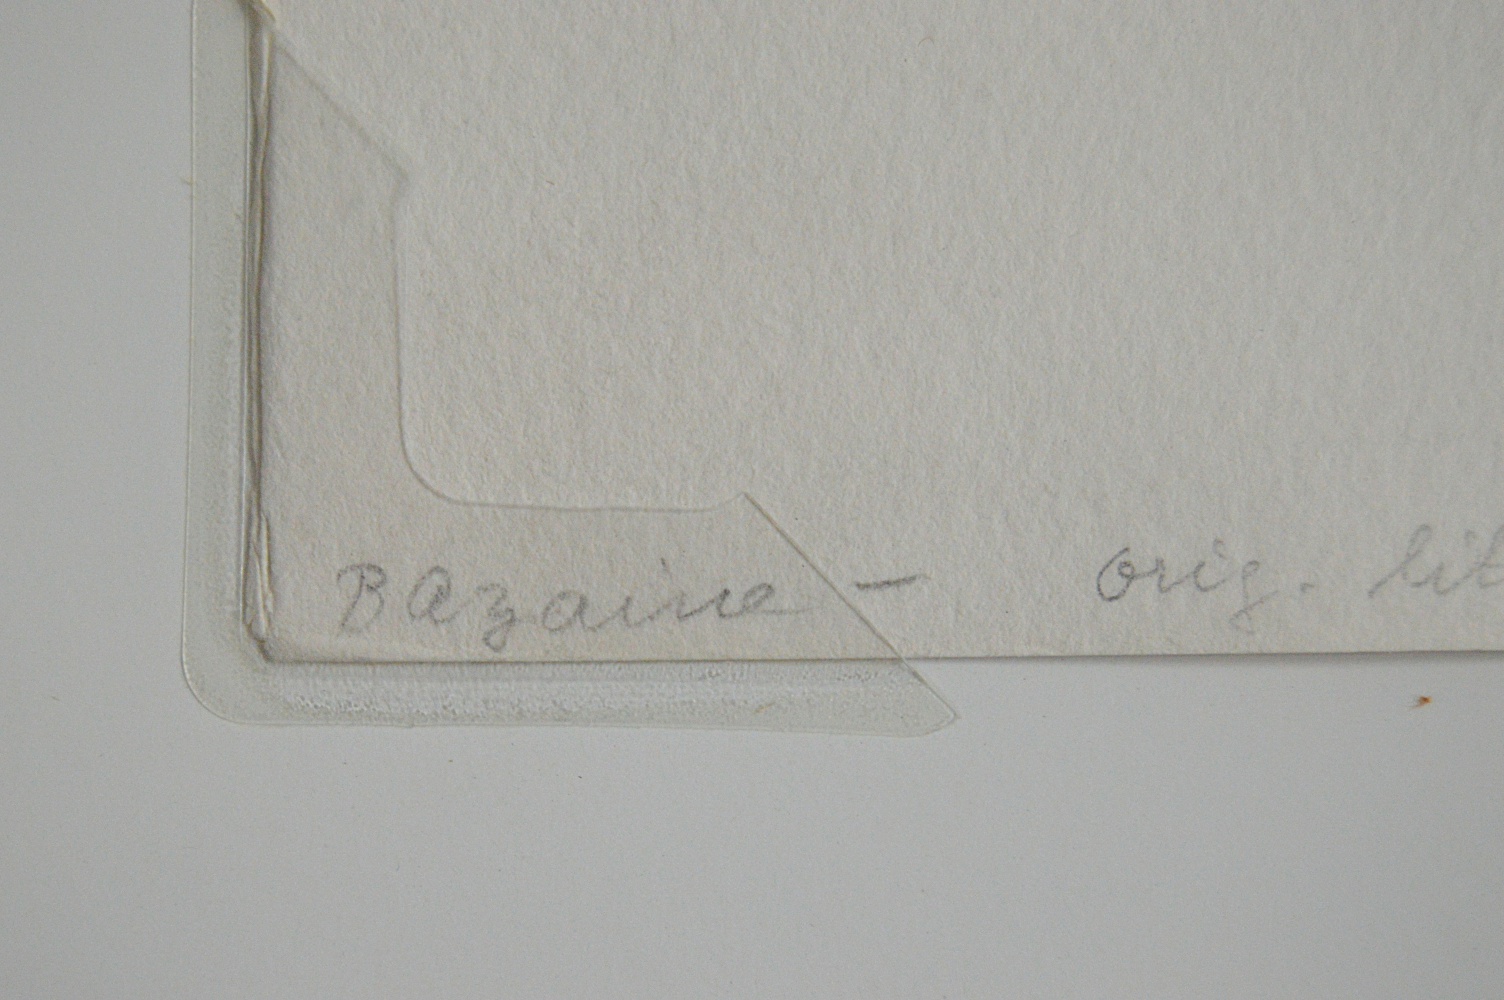 Bazaine – orig. lit